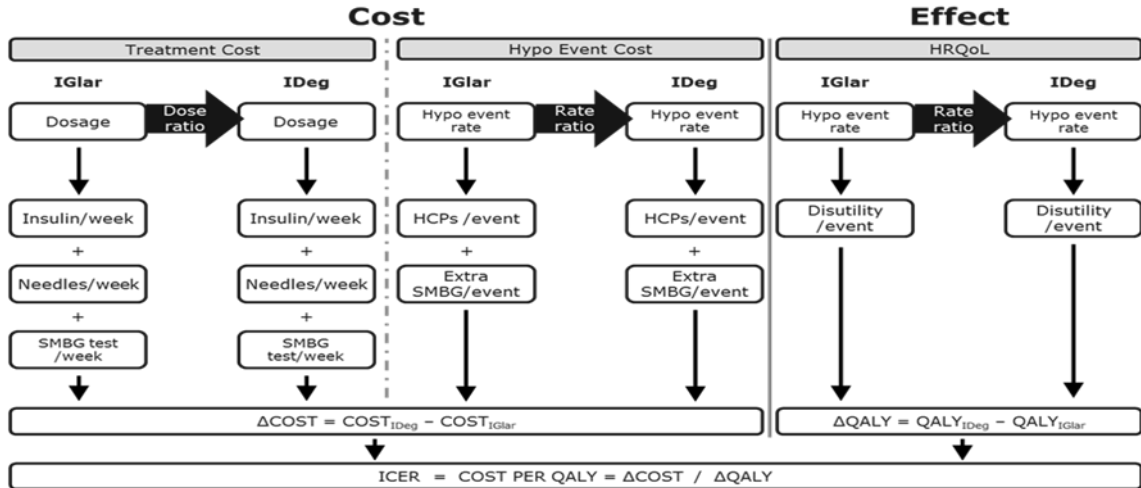 Cost
Effect
Treatment Cost
Hypo Event Cost
HRQoL
IGlar
IDeg
IGlar
IDeg
IGlar
IDeg
Dosage
Dose
ratio
Dosage
Hypo event
rate
Rate
ratio
Hypo event
rate
Hypo event
rate
Rate
ratio
Hypo event
rate
Insulin/week
Insulin/week
HCPs /event
HCPs/event
Disutility
/event
Disutility
/event
+
+
+
+
Needles/week
Needles/week
Extra
SMBG/event
Extra
SMBG/event
+
+
SMBG test
/week
SMBG
test/week
ΔCOST = COSTIDeg – COSTIGlar
ΔQALY = QALYIDeg – QALYIGlar
ICER = COST PER QALY = ΔCOST / ΔQALY